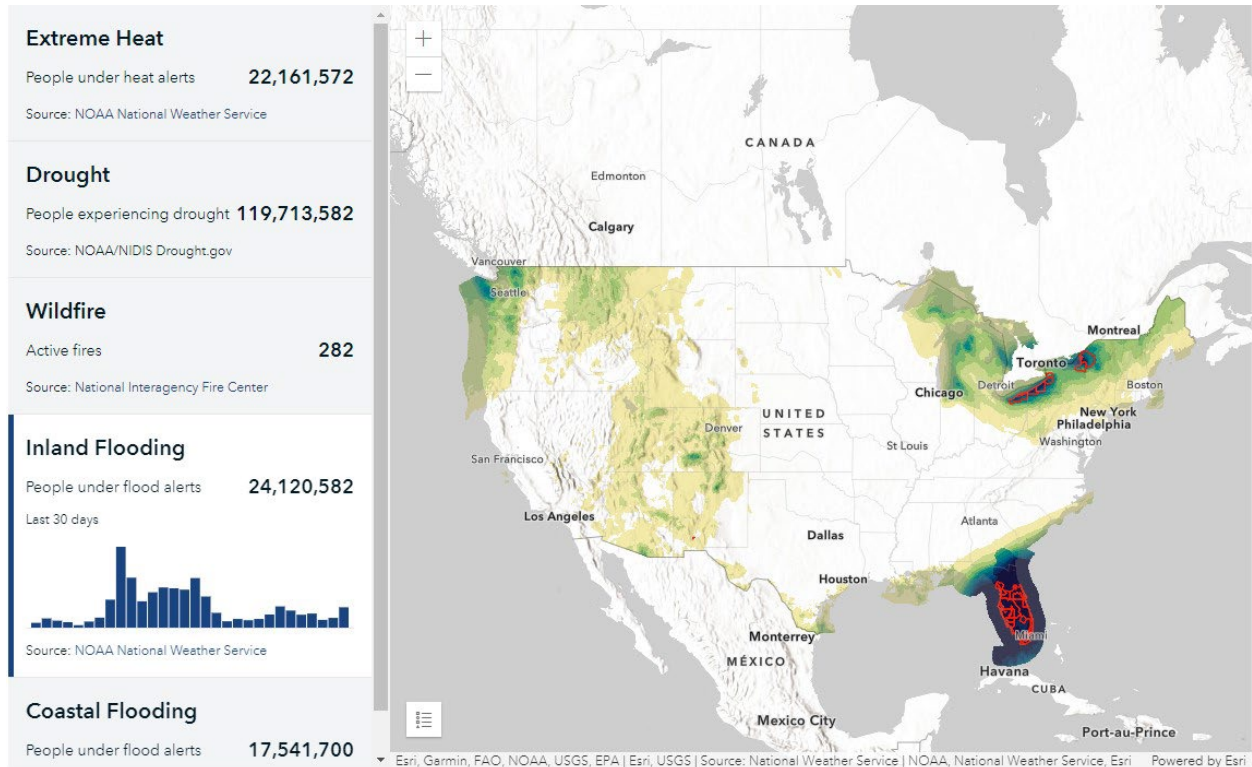 Extreme Heat
People under heat alerts 22,161,572
Source: NOAA National Weather Service
Drought
People experiencing drought 119,713,582
Source: NOAA/NIDIS Drought.gov
Wildfire
Active fires 282
Source: National Interagency Fire Center
Inland Flooding
People under flood alerts 24,120,582
Last 30 days
Source: NOAA National Weather Service
Coastal Flooding
People under flood alerts 17,541,700
CANADA
Edmonton
Calgary
Vancouver
Seattle
Montreal
Toronto
Detroit
Boston
Chicago
New York
Philadelphia
UNITED
STATES
Denver
Washington
St Louis
San Francisco
Los Angeles
Atlanta
Dallas
Houston
Miami
Monterrey
MÉXICO
Havana
CUBA
Mexico City
Port-au-Prince
Esri, Garmin, FAO, NOAA, USGS, EPA | Esri, USGS | Source: National Weather Service | NOAA, National Weather Service, Esri Powered by Esri